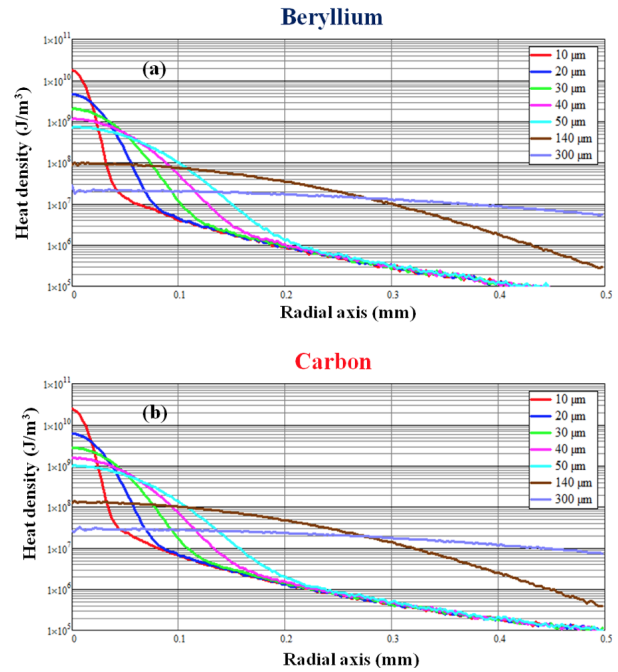 Beryllium
1×10¹¹
1×10¹⁰
1×10⁹
1×10⁸
1×10⁷
1×10⁶
1×10⁵
Heat density (J/m³)
(a)
10 μm
20 μm
30 μm
40 μm
50 μm
140 μm
300 μm
0 0.1 0.2 0.3 0.4 0.5
Radial axis (mm)
Carbon
1×10¹¹
1×10¹⁰
1×10⁹
1×10⁸
1×10⁷
1×10⁶
1×10⁵
Heat density (J/m³)
(b)
10 μm
20 μm
30 μm
40 μm
50 μm
140 μm
300 μm
0 0.1 0.2 0.3 0.4 0.5
Radial axis (mm)